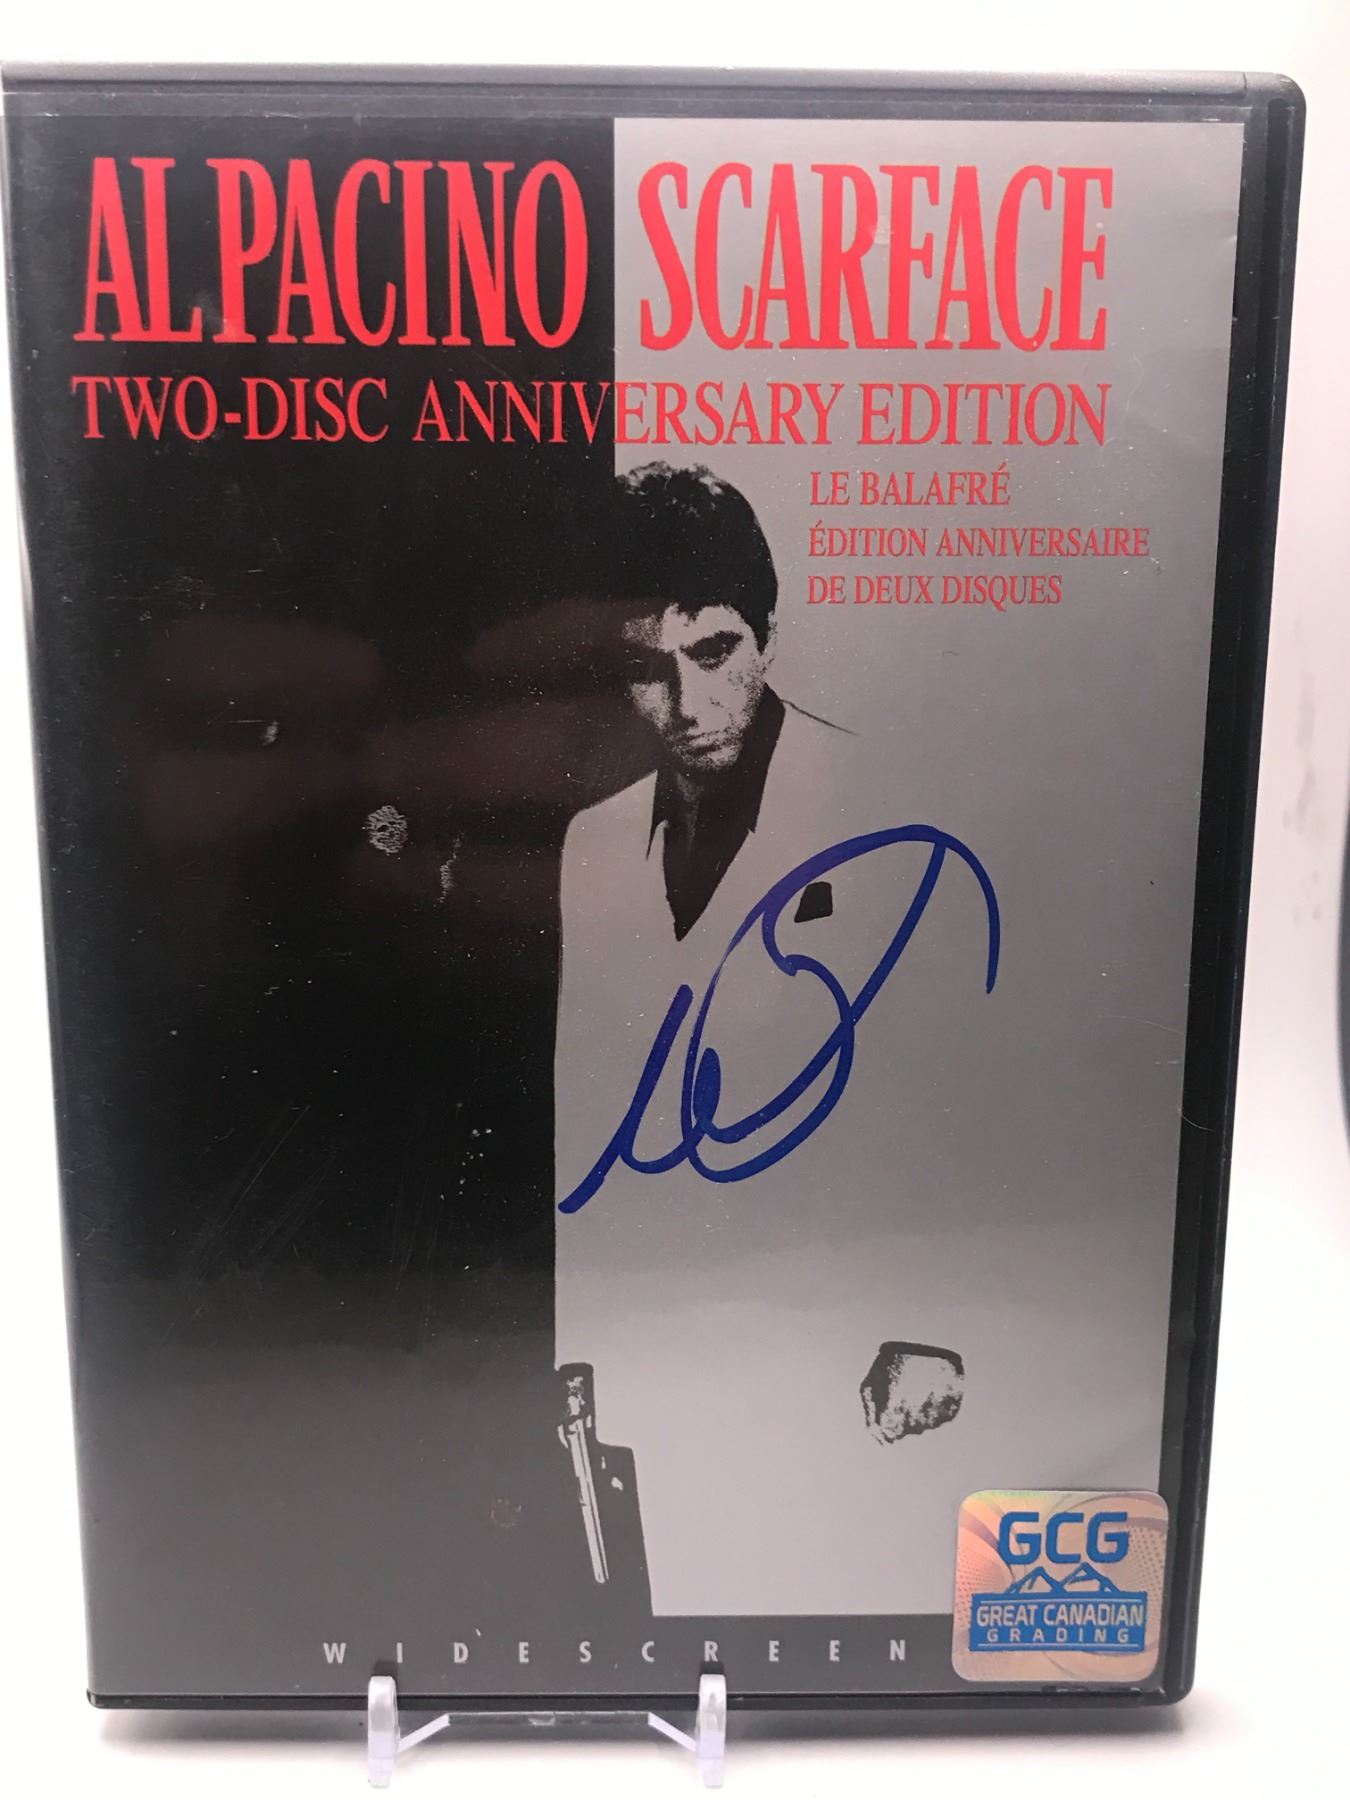 AL PACINO SCARFACE
TWO-DISC ANNIVERSARY EDITION
LE BALAFRÉ
ÉDITION ANNIVERSAIRE
DE DEUX DISQUES
GCG
GREAT CANADIAN
GRADING
WIDESCREEN